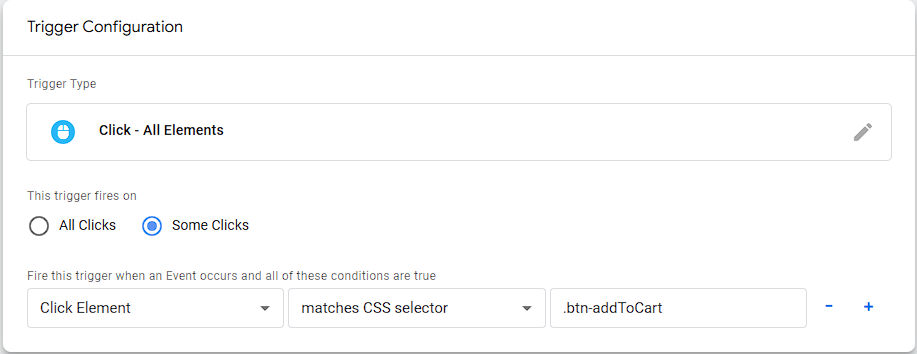 Trigger Configuration
Trigger Type
Click - All Elements
This trigger fires on
All Clicks Some Clicks
Fire this trigger when an Event occurs and all of these conditions are true
Click Element matches CSS selector .btn-addToCart - +